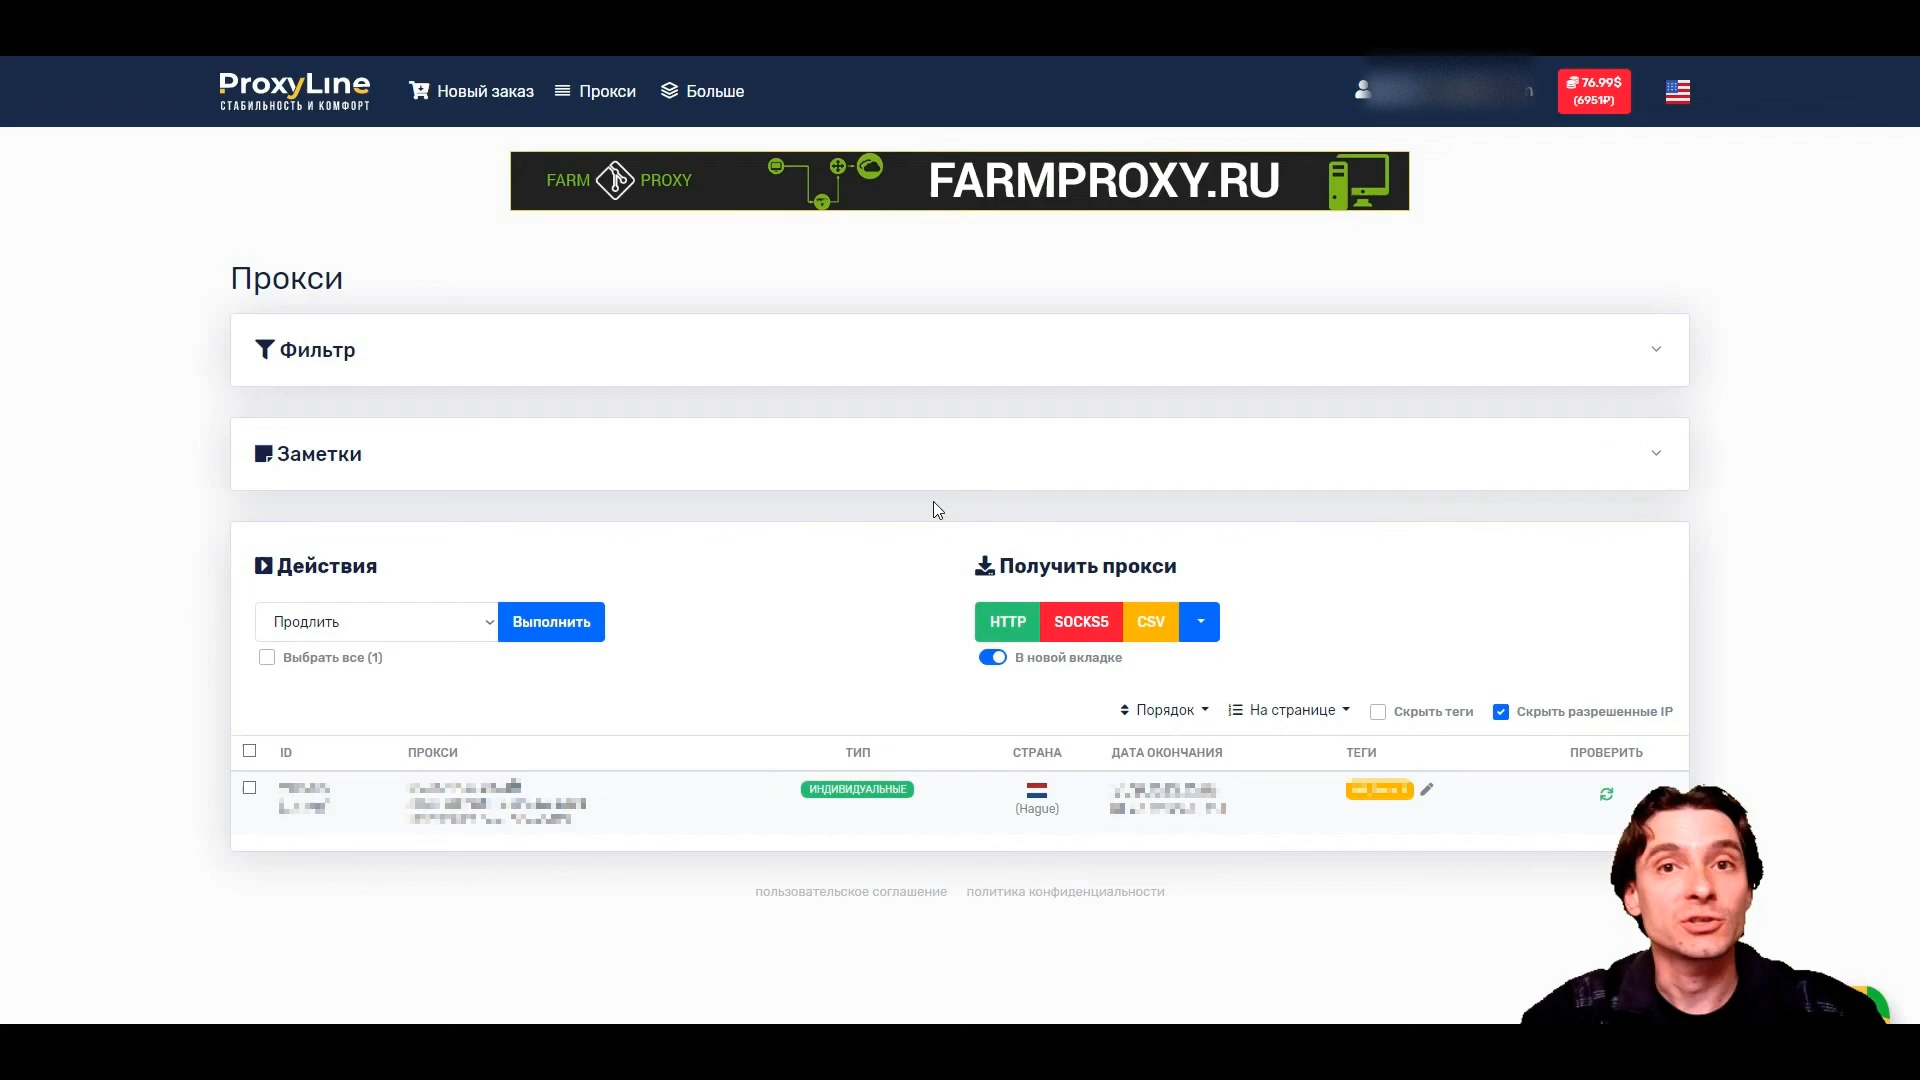 ProxyLine
СТАБИЛЬНОСТЬ И КОМФОРТ
Новый заказ
Прокси
Больше
76.99$
(6951₽)
FARM PROXY
FARMPROXY.RU
Прокси
Фильтр
Заметки
Действия
Получить прокси
Продлить
Выполнить
HTTP
SOCKS5
CSV
Выбрать все (1)
В новой вкладке
Порядок
На странице
Скрыть теги
Скрыть разрешенные IP
ID
ПРОКСИ
ТИП
СТРАНА
ДАТА ОКОНЧАНИЯ
ТЕГИ
ПРОВЕРИТЬ
ИНДИВИДУАЛЬНЫЕ
(Hague)
пользовательское соглашение
политика конфиденциальности